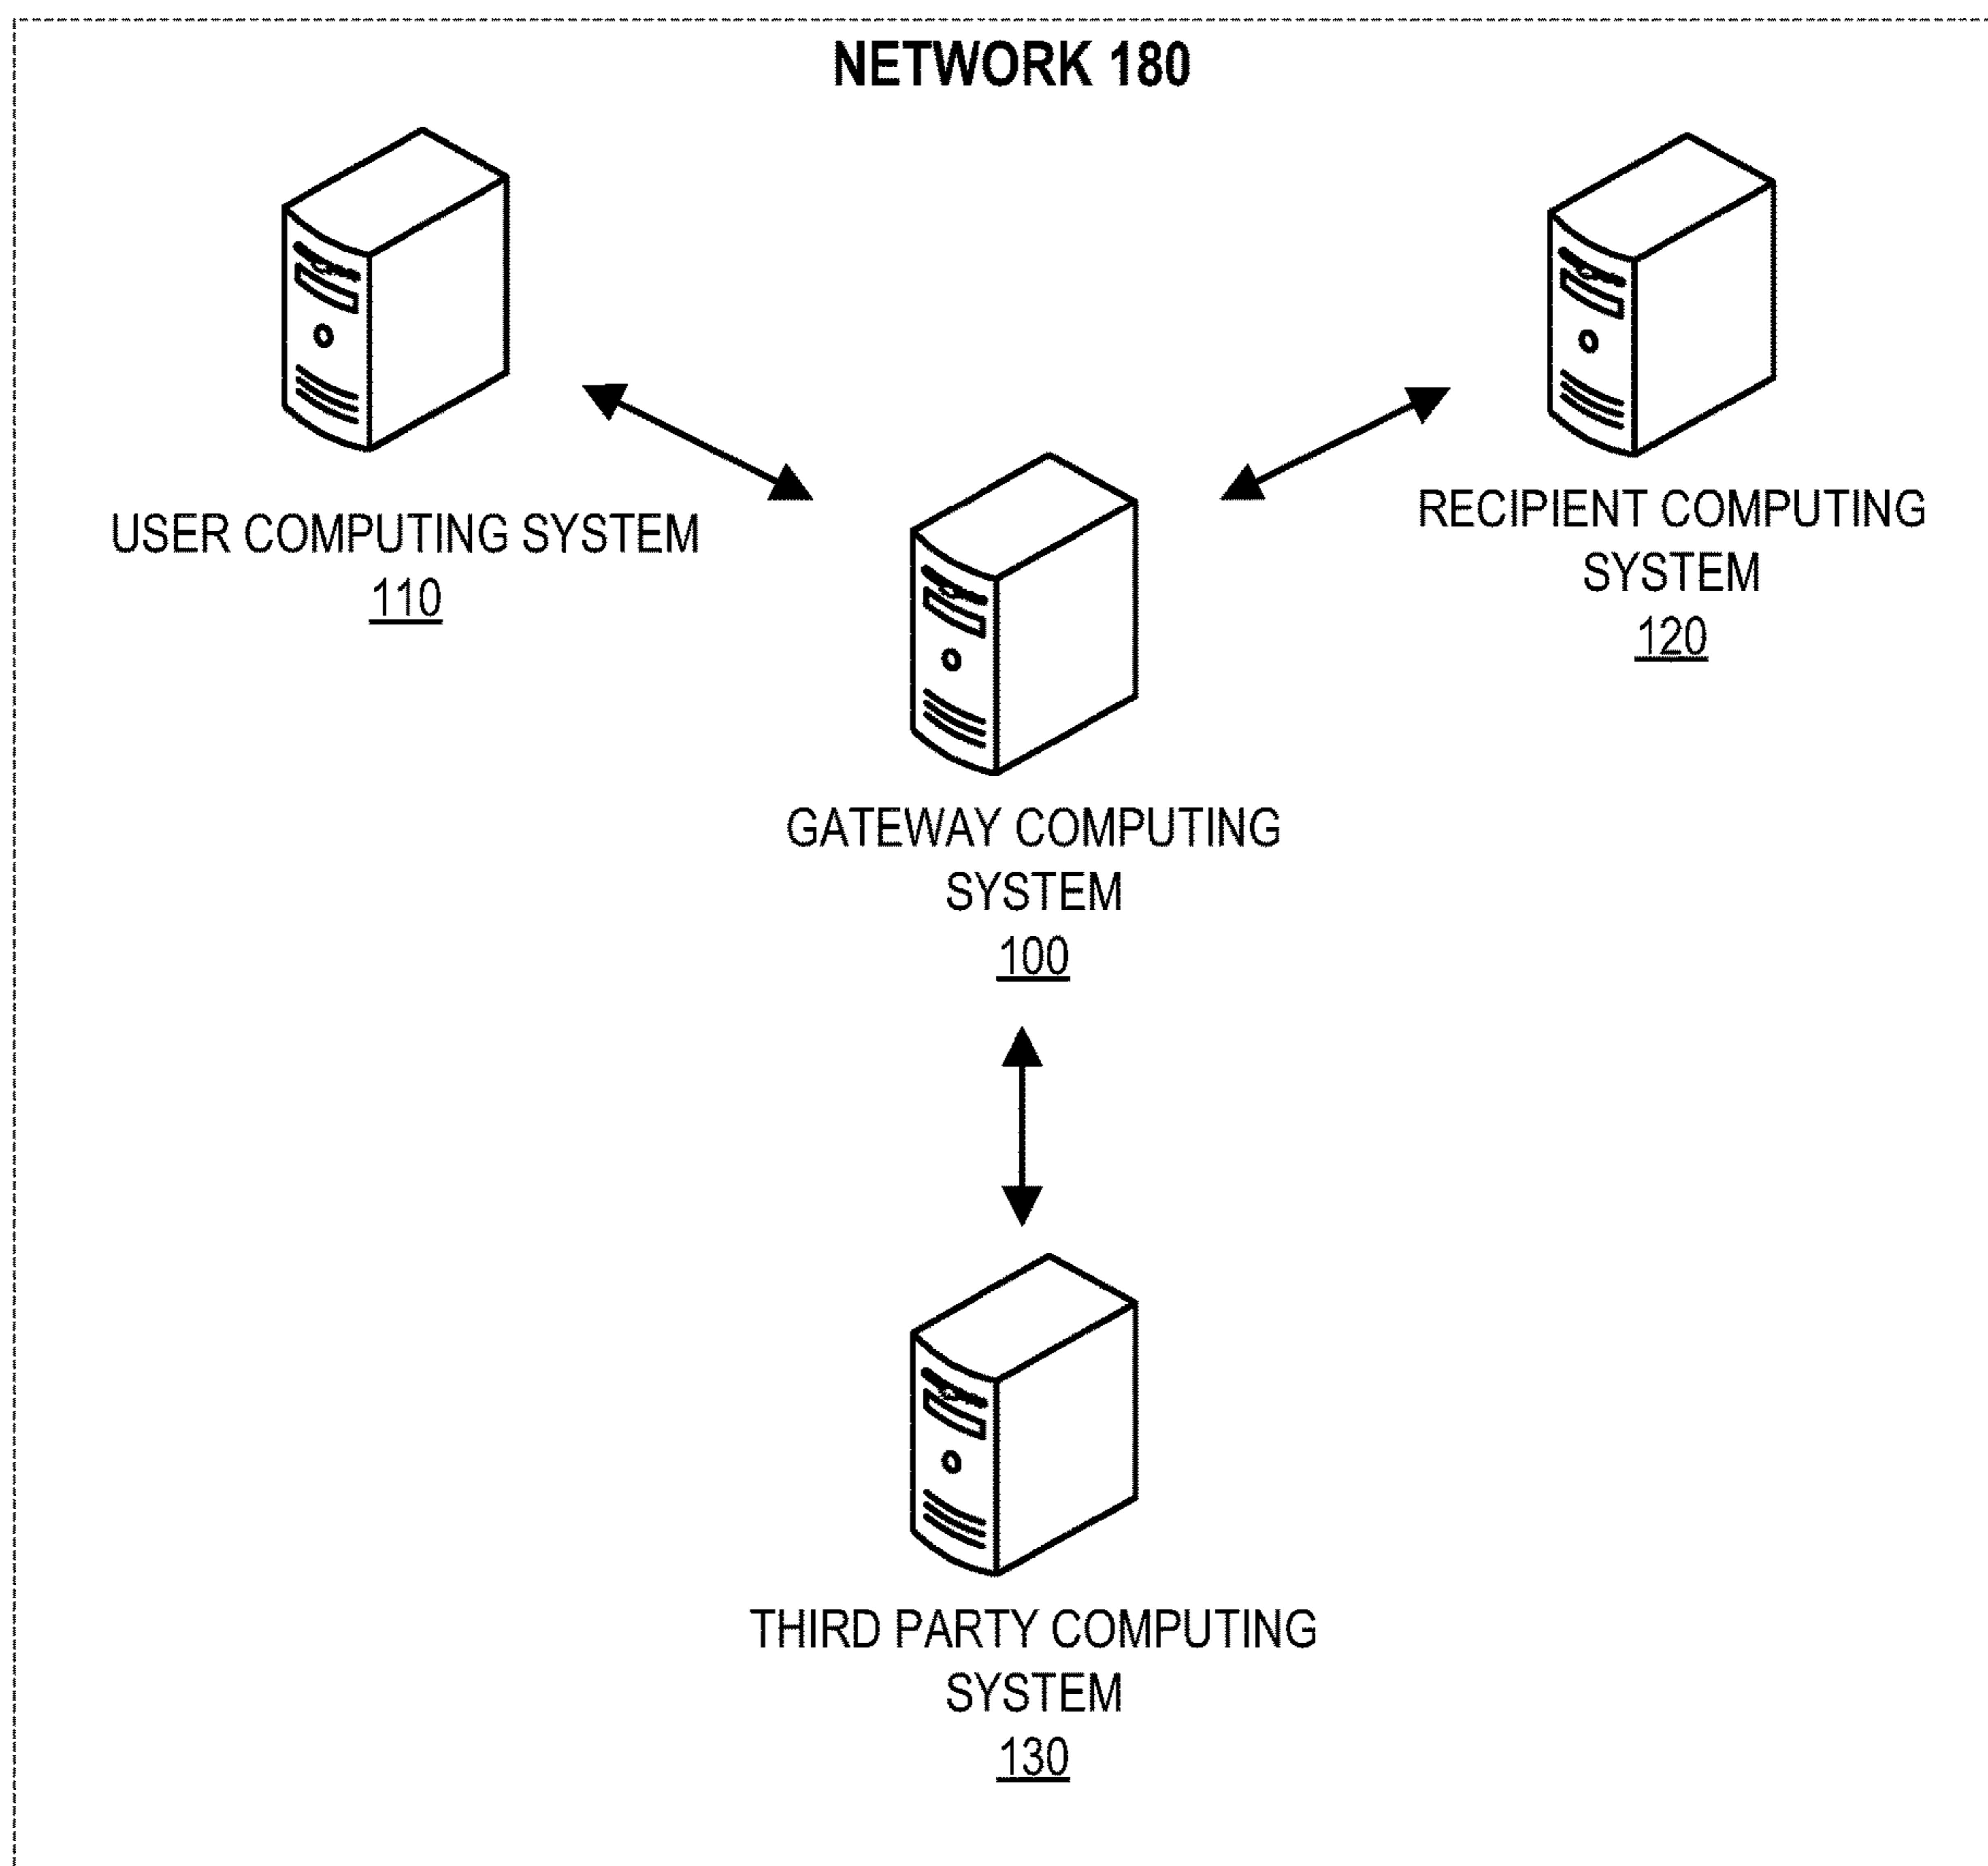 NETWORK 180
USER COMPUTING SYSTEM
110
RECIPIENT COMPUTING
SYSTEM
120
GATEWAY COMPUTING
SYSTEM
100
THIRD PARTY COMPUTING
SYSTEM
130